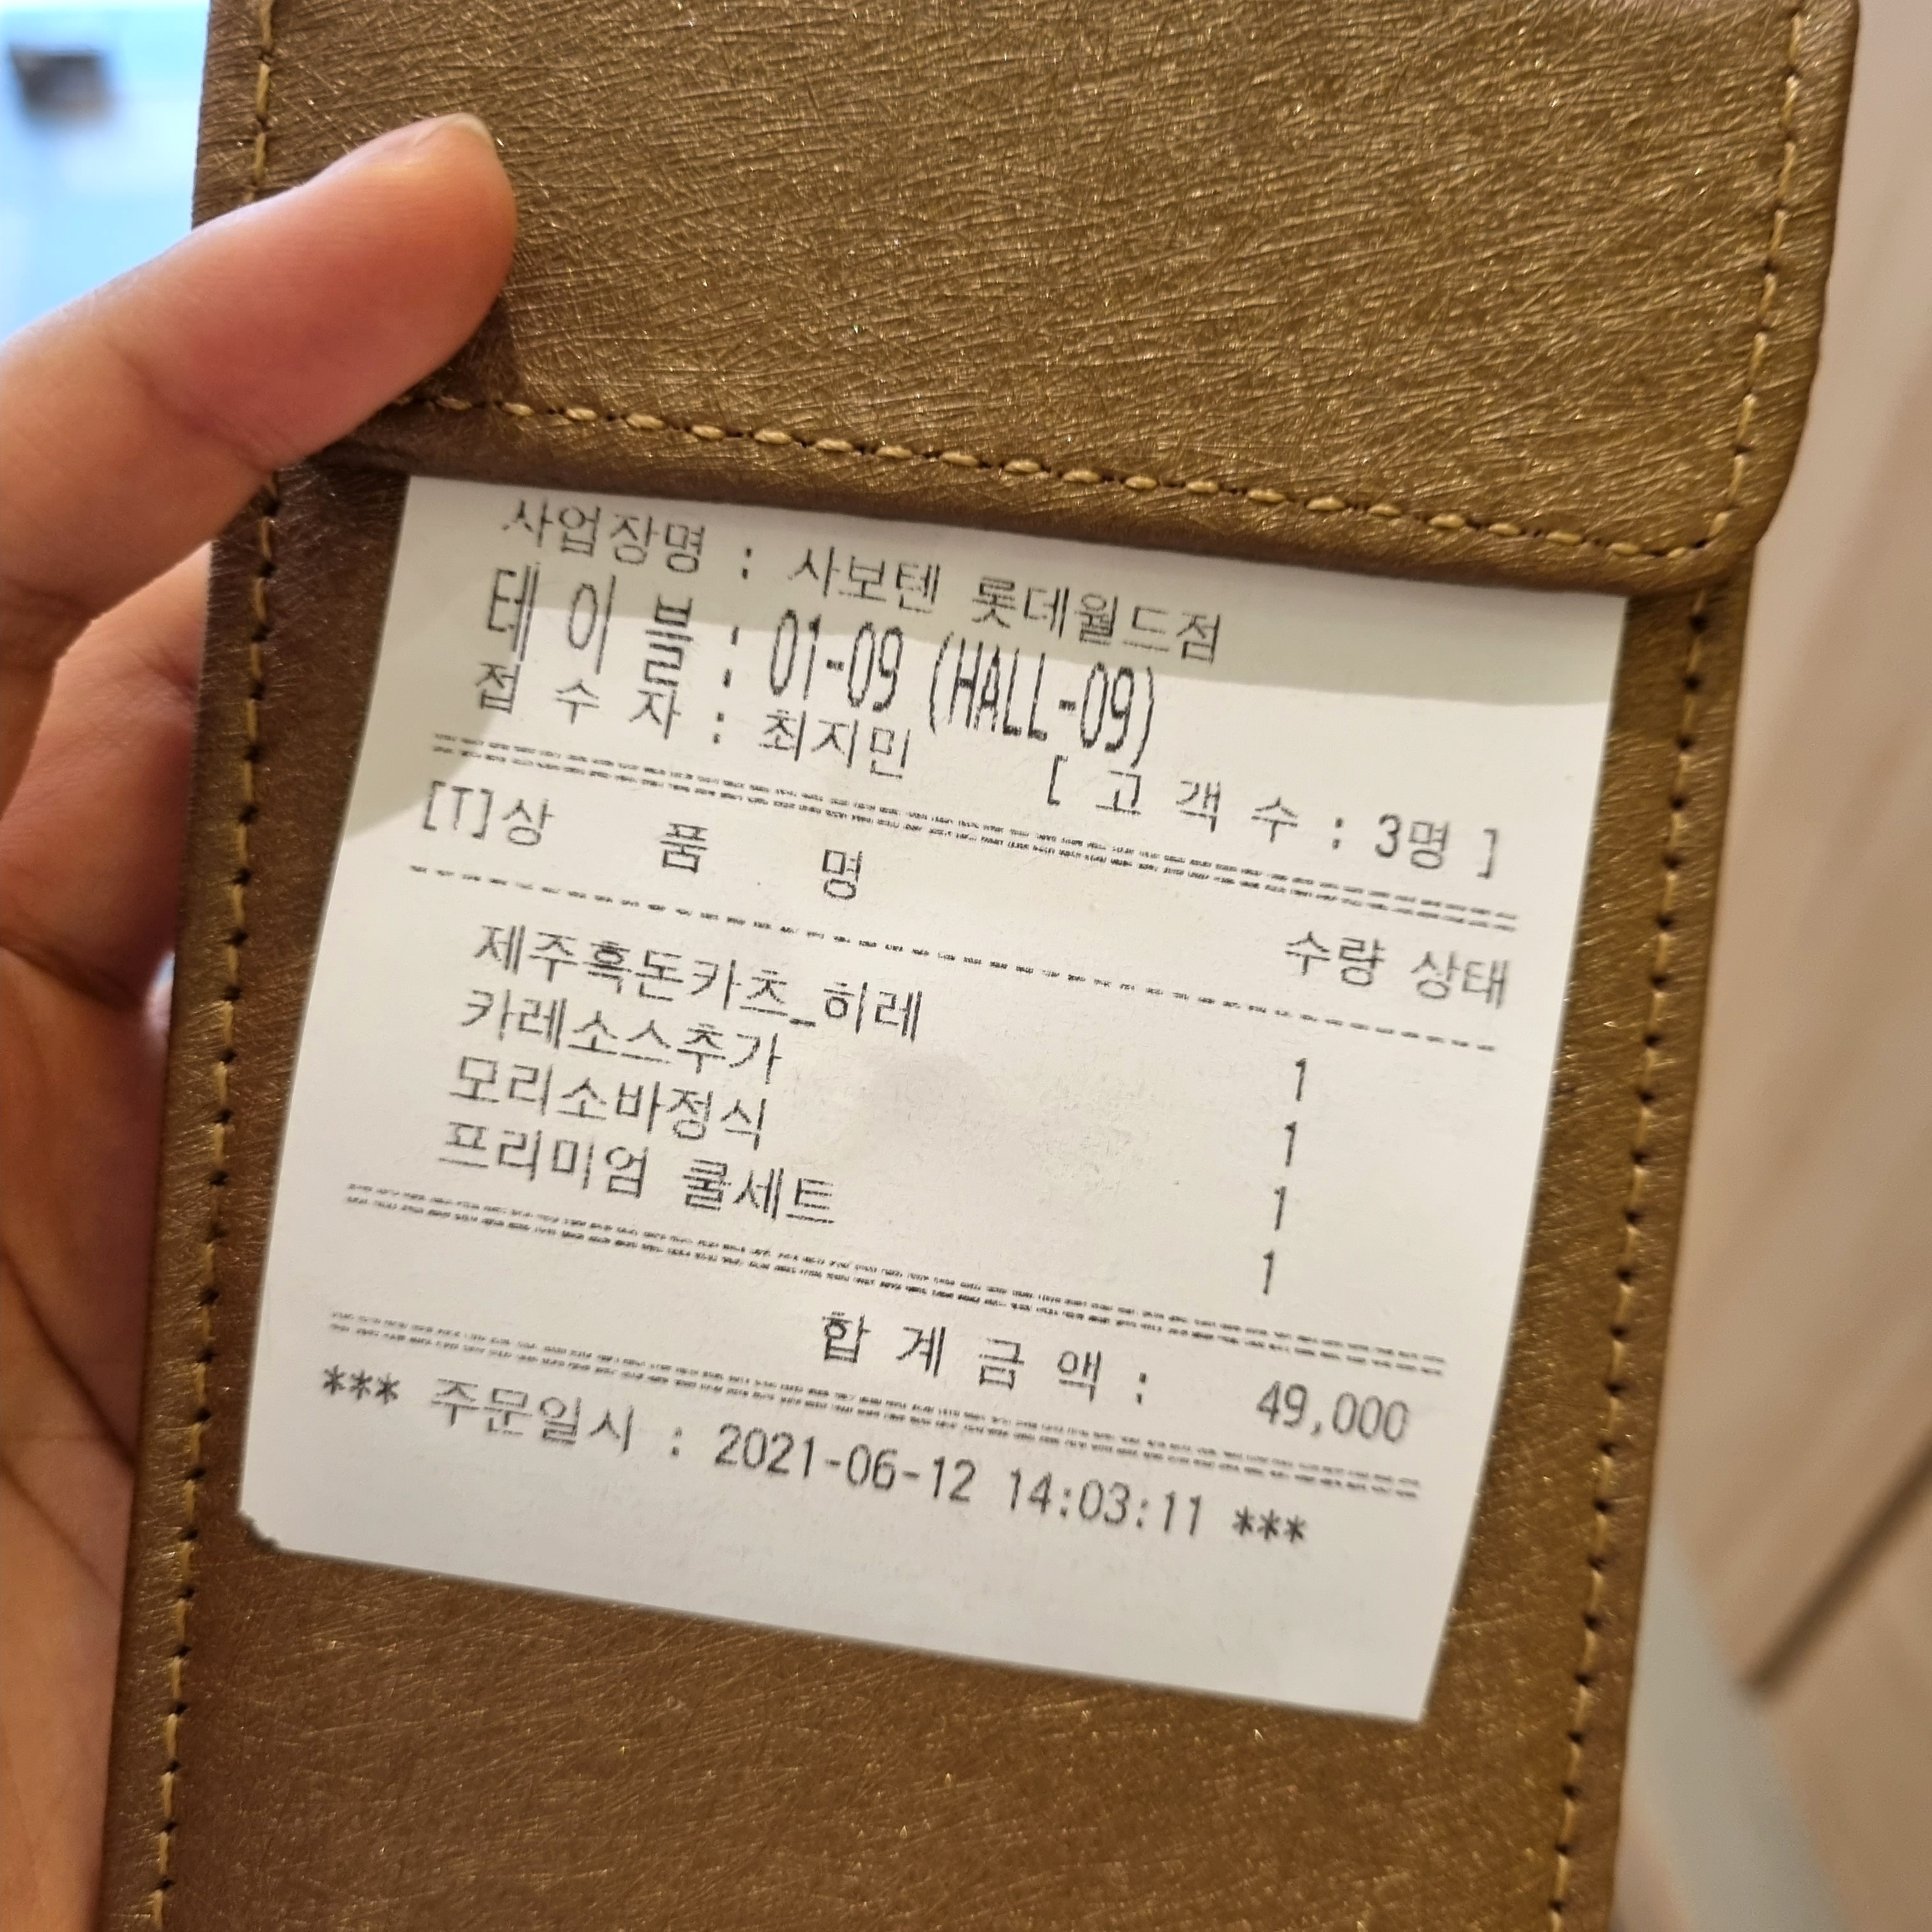 사업장명 : 사보텐 롯데월드점
테 이 블 : 01-09 (HALL-09)
접 수 자 : 최지민 [ 고 객 수 : 3명 ]
[T]상 품 명 수량 상태
제주흑돈카츠_히레 1
카레소스추가 1
모리소바정식 1
프리미엄 쿨세트 1
합 계 금 액 : 49,000
*** 주문일시 : 2021-06-12 14:03:11 ***